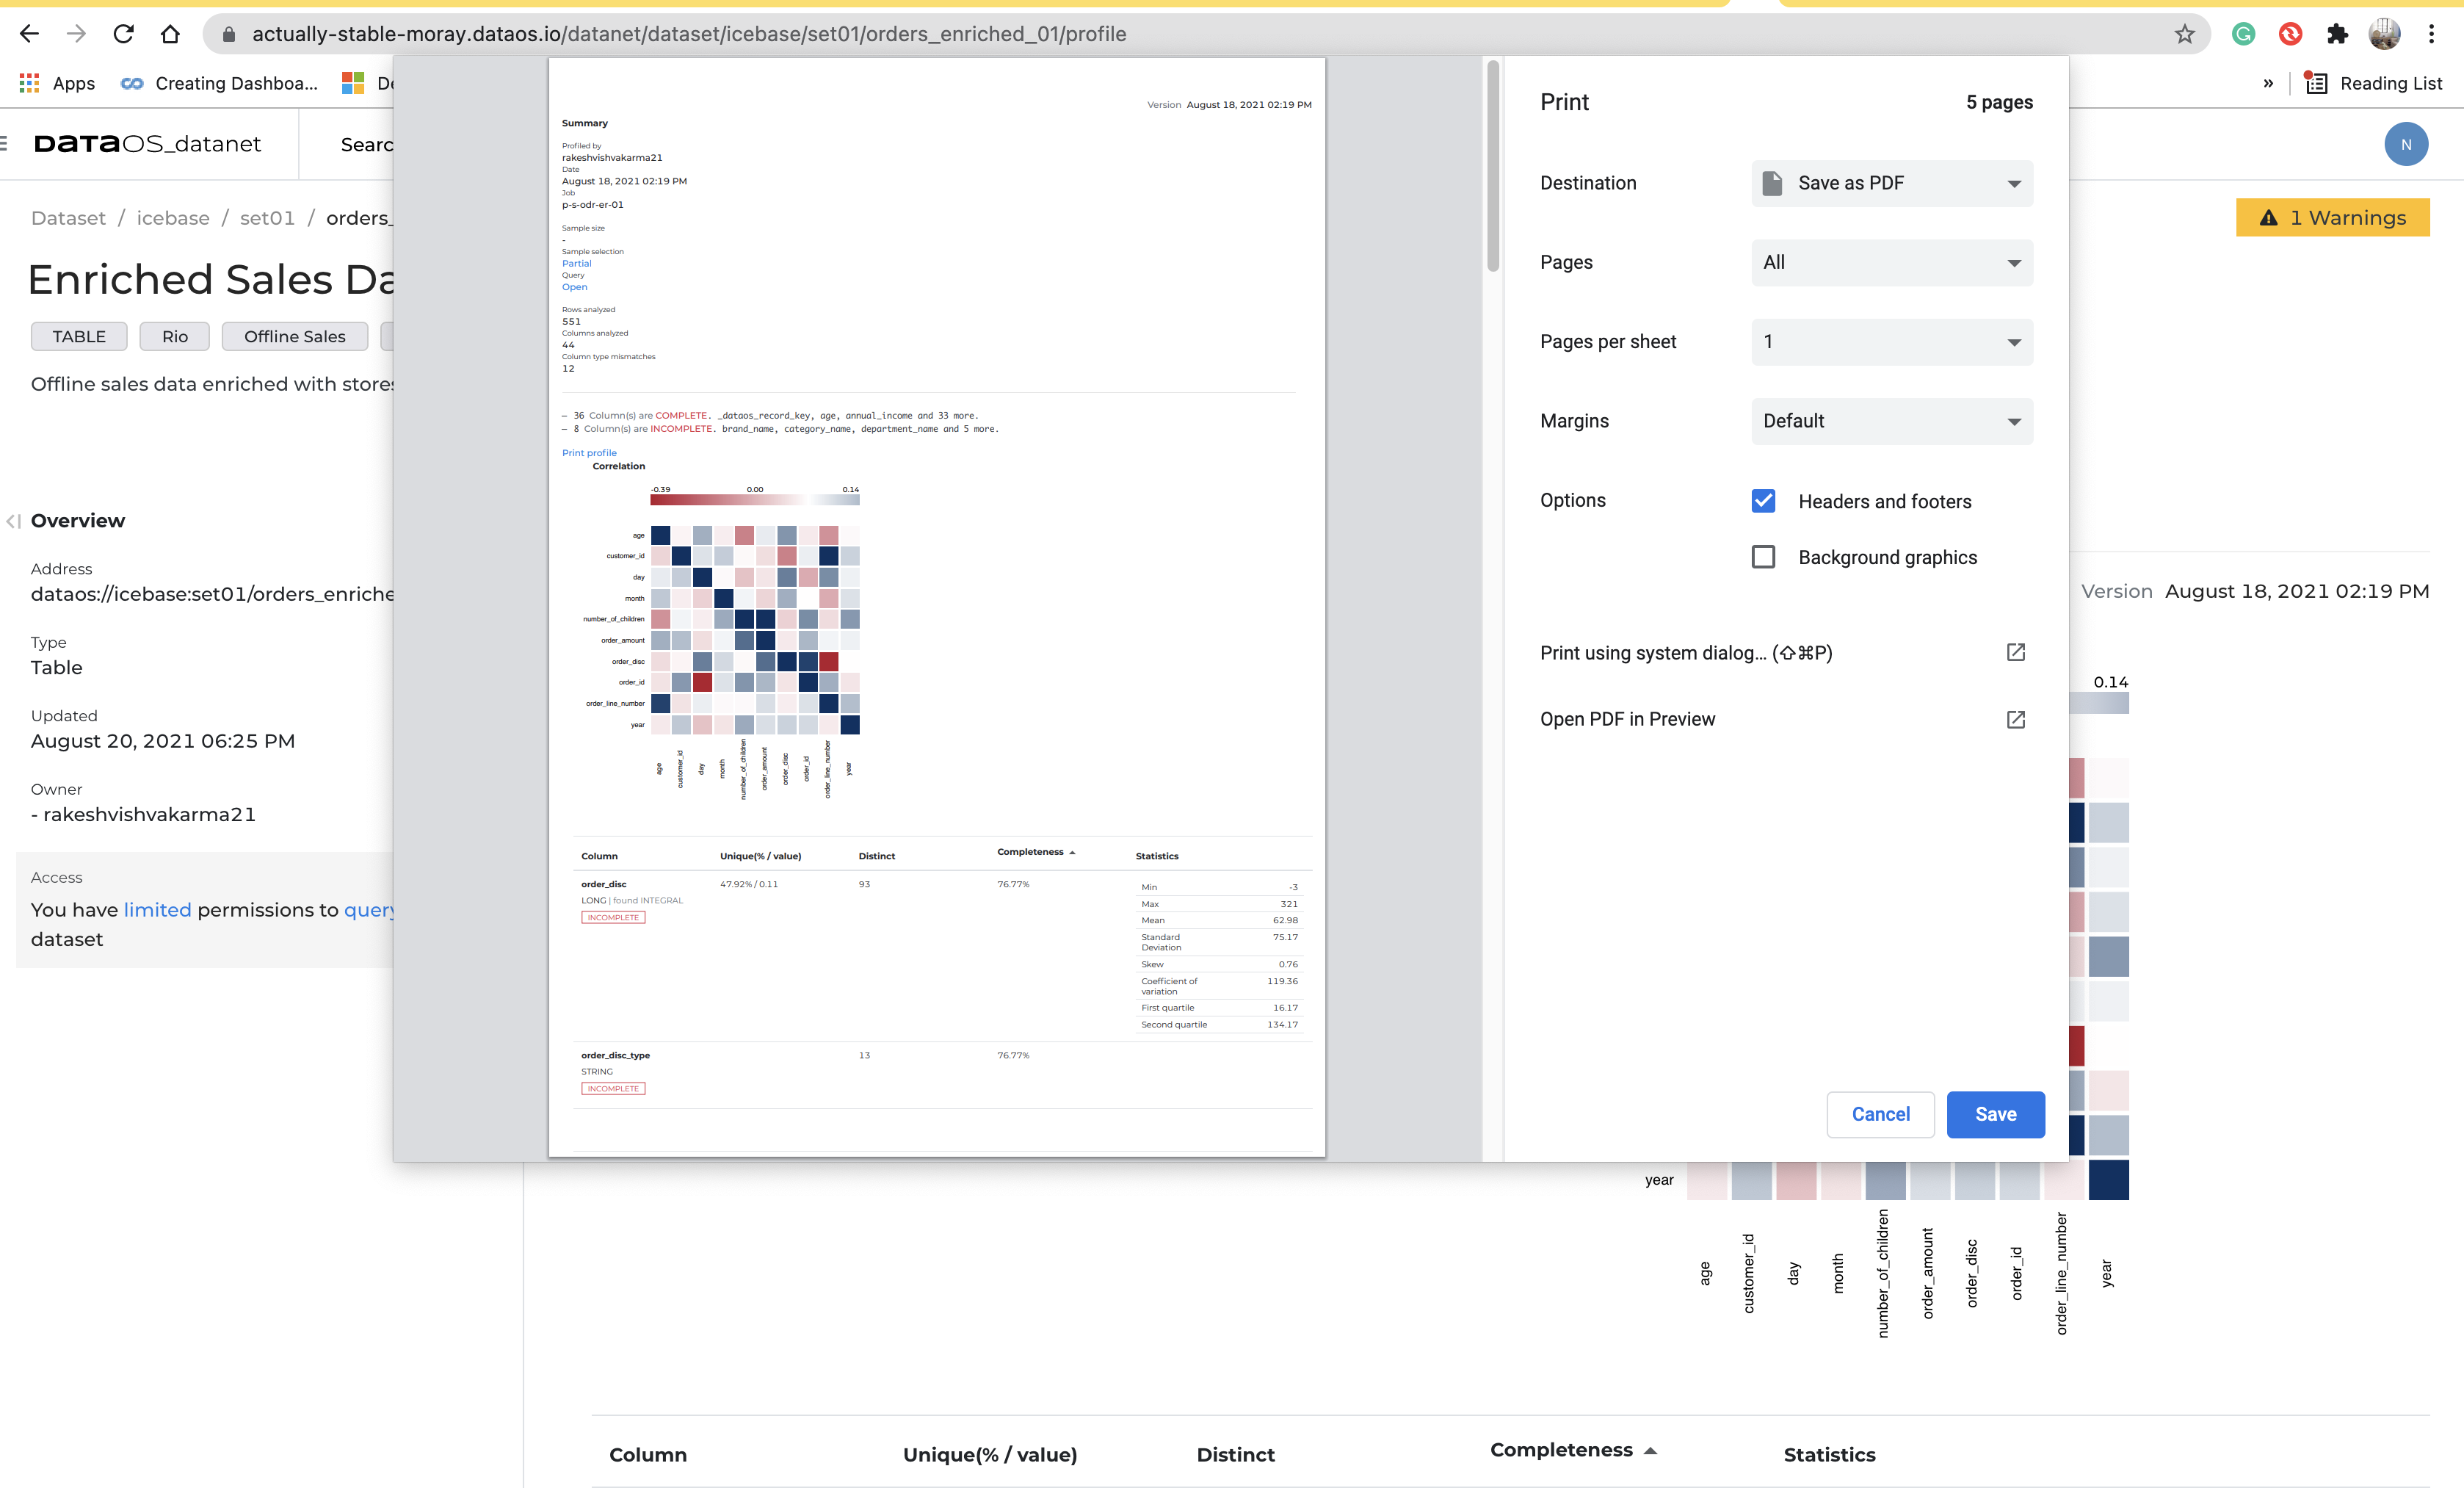 actually-stable-moray.dataos.io/datanet/dataset/icebase/set01/orders_enriched_01/profile
Apps
Creating Dashboa...
De
»
Reading List
DATAOS_datanet
Searc
N
Dataset / icebase / set01 / orders_
1 Warnings
Enriched Sales Da
TABLE
Rio
Offline Sales
Offline sales data enriched with stores
Overview
Address
dataos://icebase:set01/orders_enriche
Type
Table
Updated
August 20, 2021 06:25 PM
Owner
- rakeshvishvakarma21
Access
You have limited permissions to query
dataset
Version August 18, 2021 02:19 PM
Summary
Profiled by
rakeshvishvakarma21
Date
August 18, 2021 02:19 PM
Job
p-s-odr-er-01
Sample size
-
Sample selection
Partial
Query
Open
Rows analyzed
551
Columns analyzed
44
Column type mismatches
12
– 36 Column(s) are COMPLETE. _dataos_record_key, age, annual_income and 33 more.
– 8 Column(s) are INCOMPLETE. brand_name, category_name, department_name and 5 more.
Print profile
Correlation
-0.39 0.00 0.14
age
customer_id
day
month
number_of_children
order_amount
order_disc
order_id
order_line_number
year
age
customer_id
day
month
number_of_children
order_amount
order_disc
order_id
order_line_number
year
Column Unique(% / value) Distinct Completeness Statistics
order_disc 47.92% / 0.11 93 76.77%
LONG | found INTEGRAL
INCOMPLETE
Min -3
Max 321
Mean 62.98
Standard Deviation 75.17
Skew 0.76
Coefficient of variation 119.36
First quartile 16.17
Second quartile 134.17
order_disc_type 13 76.77%
STRING
INCOMPLETE
Print
5 pages
Destination
Save as PDF
Pages
All
Pages per sheet
1
Margins
Default
Options
Headers and footers
Background graphics
Print using system dialog... (⇧⌘P)
Open PDF in Preview
Cancel
Save
Version August 18, 2021 02:19 PM
0.14
year
age
customer_id
day
month
number_of_children
order_amount
order_disc
order_id
order_line_number
year
Column Unique(% / value) Distinct Completeness Statistics